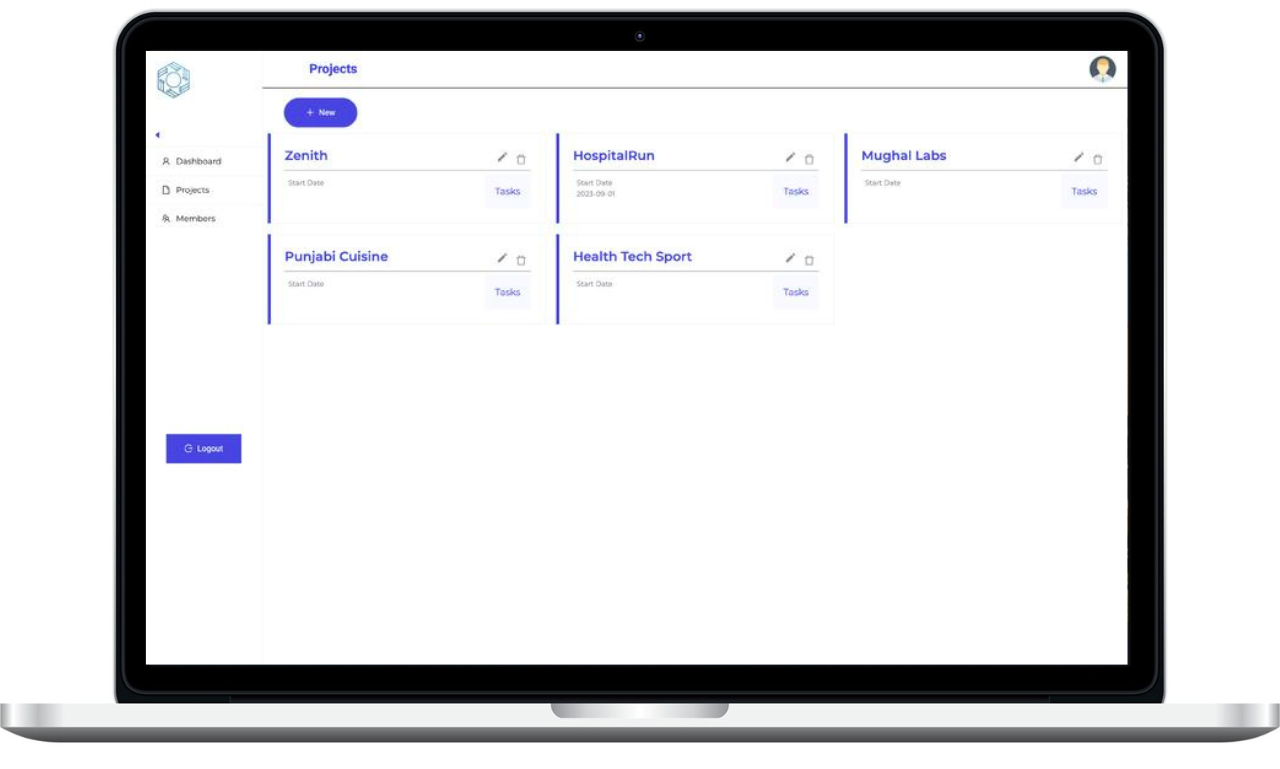 Projects
+ New
Dashboard
Projects
Members
Logout
Zenith
Start Date
Tasks
HospitalRun
Start Date
2023-09-01
Tasks
Mughal Labs
Start Date
Tasks
Punjabi Cuisine
Start Date
Tasks
Health Tech Sport
Start Date
Tasks